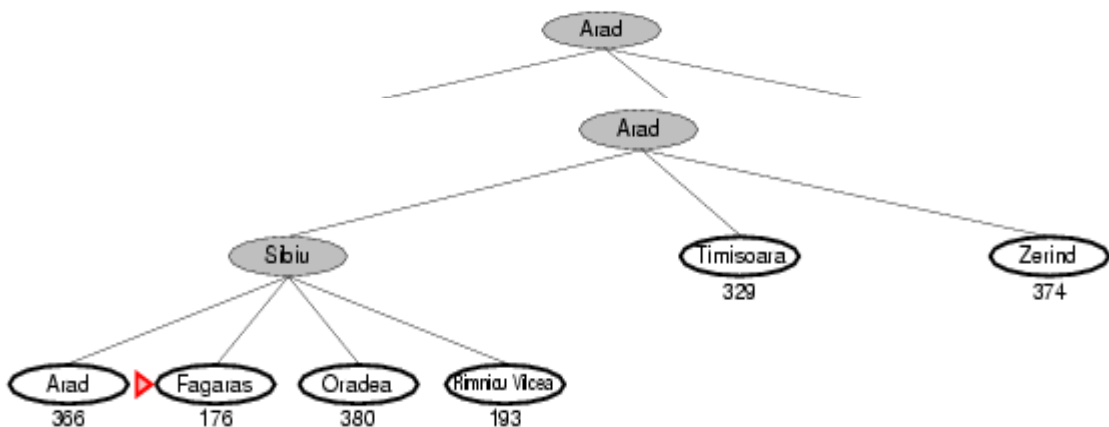 Arad
Arad
Sibiu
Timisoara
Zerind
329
374
Arad
Fagaras
Oradea
Rimnicu Vilcea
366
176
380
193